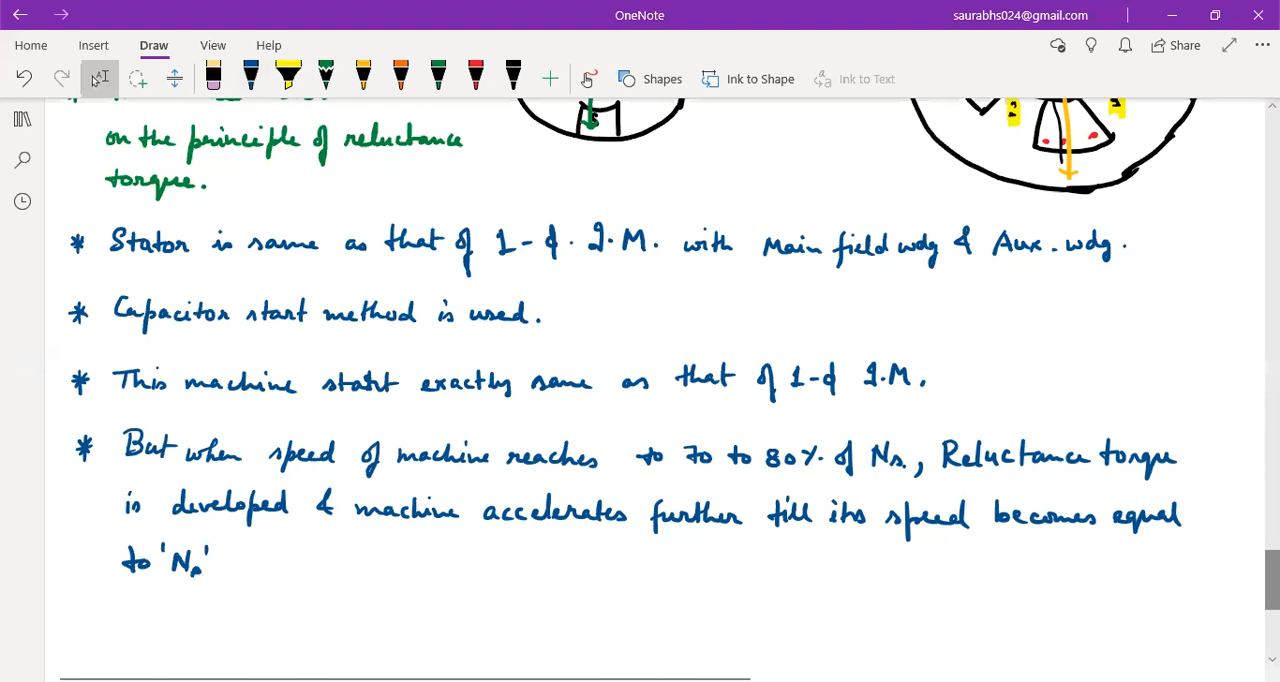 OneNote
saurabhs024@gmail.com
Home Insert Draw View Help
Share
Shapes Ink to Shape Ink to Text
on the principle of reluctance
torque.
* Stator is same as that of 1-ɸ. I.M. with Main field wdg & Aux. wdg.
* Capacitor start method is used.
* This machine start exactly same as that of 1-ɸ I.M.
* But when speed of machine reaches to 70 to 80%. of Ns, Reluctance torque
is developed & machine accelerates further till its speed becomes equal
to 'Ns'